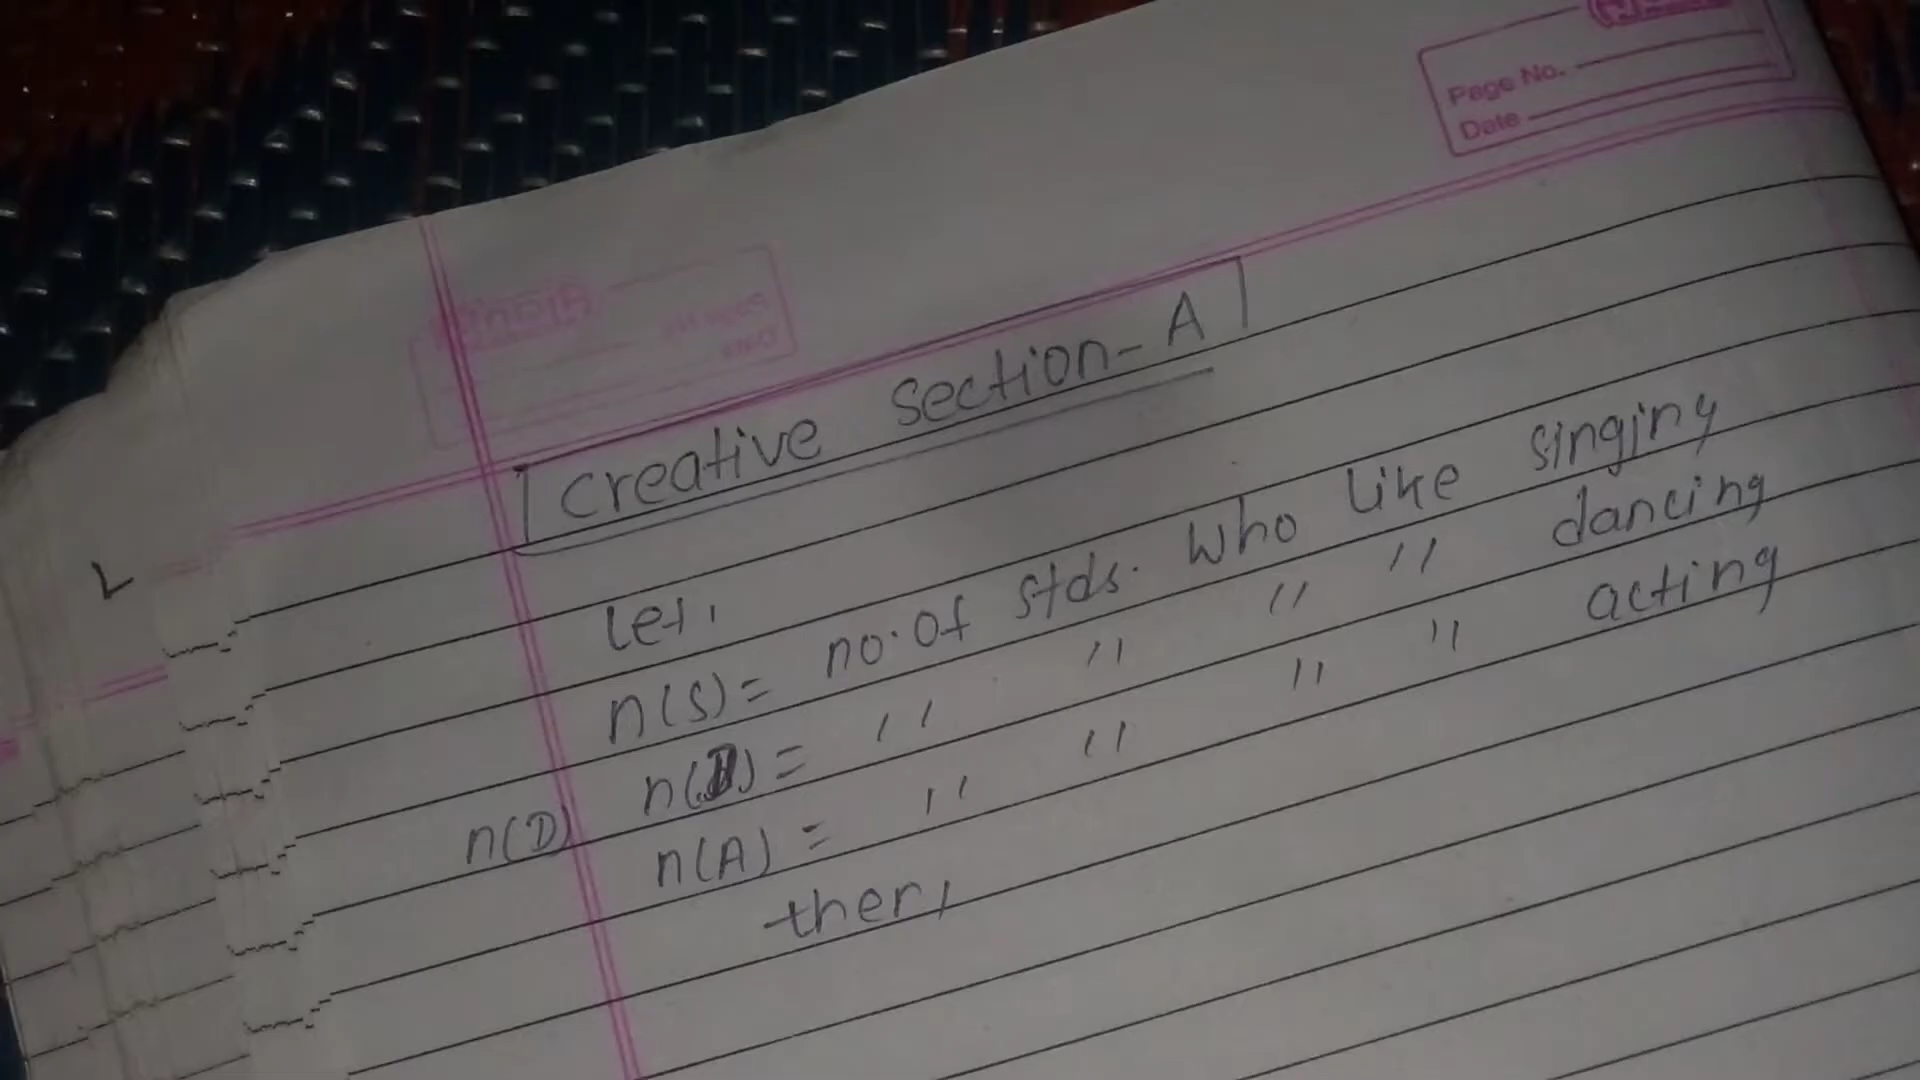 Page No.
Date
Creative Section-A
let,
n(S) = no. of stds. who like singing
n(D) = " " " " dancing
n(D)
n(A) = " " " " acting
then,